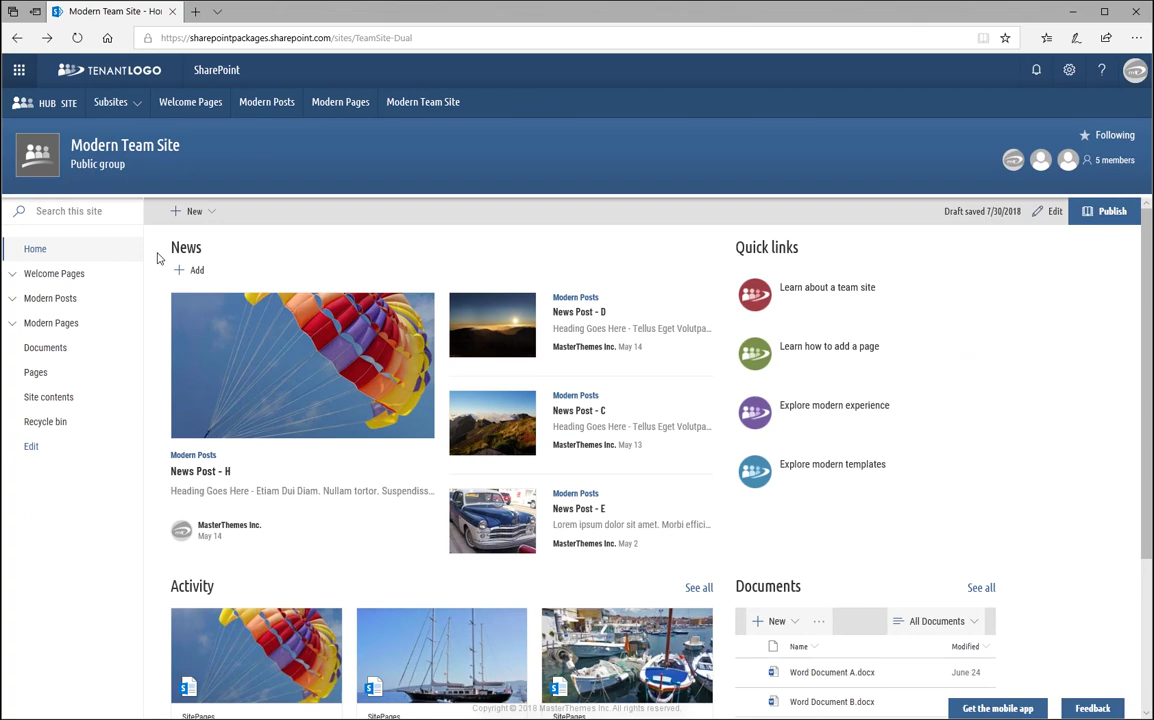 Modern Team Site - Ho
https://sharepointpackages.sharepoint.com/sites/TeamSite-Dual
TENANTLOGO
SharePoint
HUB SITE
Subsites
Welcome Pages
Modern Posts
Modern Pages
Modern Team Site
Modern Team Site
Public group
Following
5 members
Search this site
New
Draft saved 7/30/2018
Edit
Publish
Home
Welcome Pages
Modern Posts
Modern Pages
Documents
Pages
Site contents
Recycle bin
Edit
News
Add
Modern Posts
News Post - H
Heading Goes Here - Etiam Dui Diam. Nullam tortor. Suspendiss...
MasterThemes Inc.
May 14
Modern Posts
News Post - D
Heading Goes Here - Tellus Eget Volutpa...
MasterThemes Inc. May 14
Modern Posts
News Post - C
Heading Goes Here - Tellus Eget Volutpa...
MasterThemes Inc. May 13
Modern Posts
News Post - E
Lorem ipsum dolor sit amet. Morbi effici...
MasterThemes Inc. May 2
Quick links
Learn about a team site
Learn how to add a page
Explore modern experience
Explore modern templates
Activity
See all
SitePages
SitePages
SitePages
Documents
See all
New
All Documents
Name
Modified
Word Document A.docx
June 24
Word Document B.docx
Copyright © 2018 MasterThemes Inc. All rights reserved.
Get the mobile app
Feedback